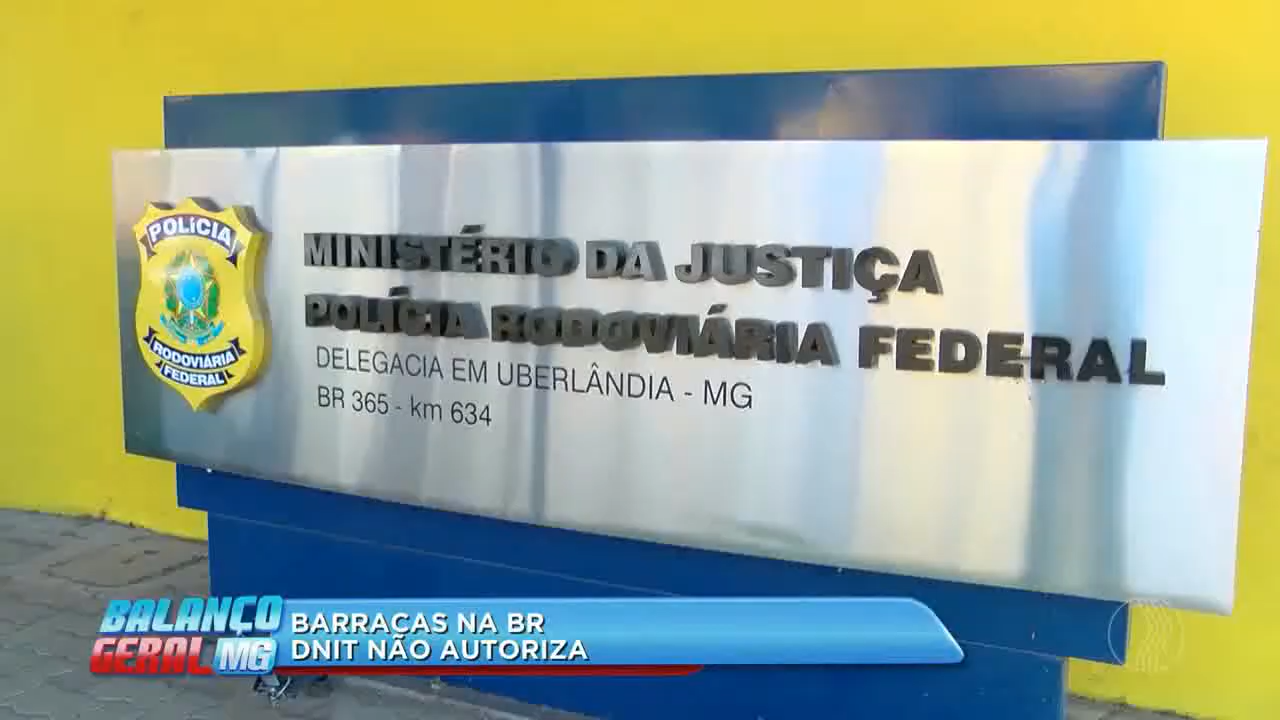 POLÍCIA
RODOVIÁRIA
FEDERAL
MINISTÉRIO DA JUSTIÇA
POLÍCIA RODOVIÁRIA FEDERAL
DELEGACIA EM UBERLÂNDIA - MG
BR 365 - km 634
BALANÇO
GERAL MG
BARRACAS NA BR
DNIT NÃO AUTORIZA